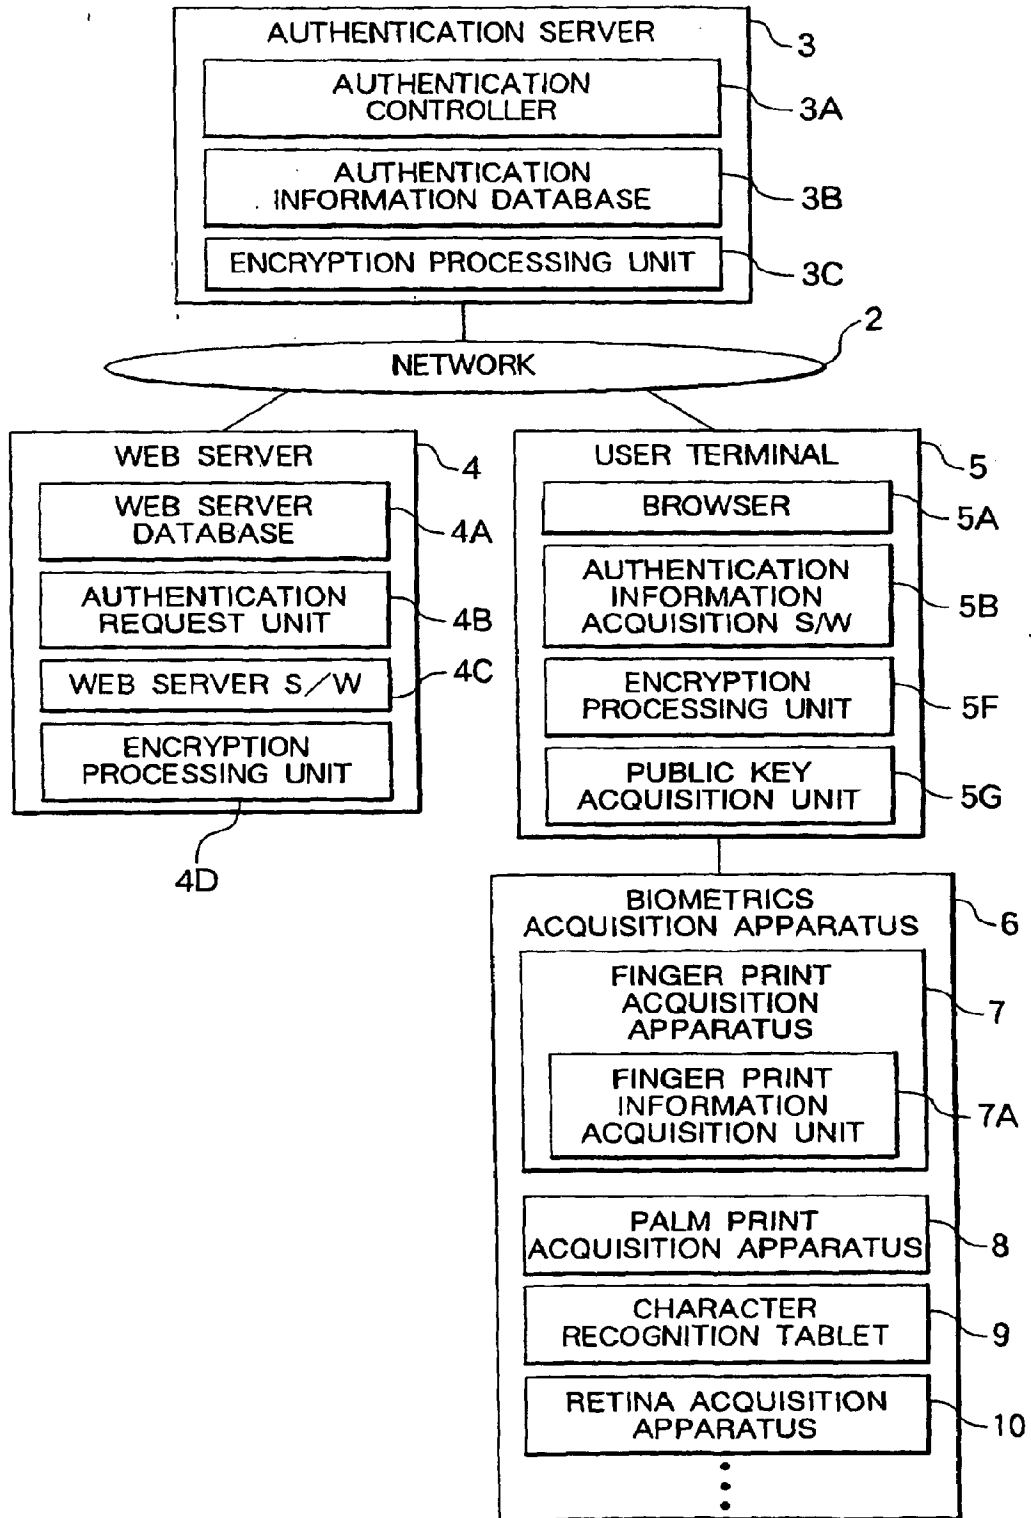 AUTHENTICATION SERVER
3
AUTHENTICATION
CONTROLLER
3A
AUTHENTICATION
INFORMATION DATABASE
3B
ENCRYPTION PROCESSING UNIT
3C
2
NETWORK
WEB SERVER
4
WEB SERVER
DATABASE
4A
AUTHENTICATION
REQUEST UNIT
4B
WEB SERVER S/W
4C
ENCRYPTION
PROCESSING UNIT
4D
USER TERMINAL
5
BROWSER
5A
AUTHENTICATION
INFORMATION
ACQUISITION S/W
5B
ENCRYPTION
PROCESSING UNIT
5F
PUBLIC KEY
ACQUISITION UNIT
5G
BIOMETRICS
ACQUISITION APPARATUS
6
FINGER PRINT
ACQUISITION
APPARATUS
7
FINGER PRINT
INFORMATION
ACQUISITION UNIT
7A
PALM PRINT
ACQUISITION APPARATUS
8
CHARACTER
RECOGNITION TABLET
9
RETINA ACQUISITION
APPARATUS
10